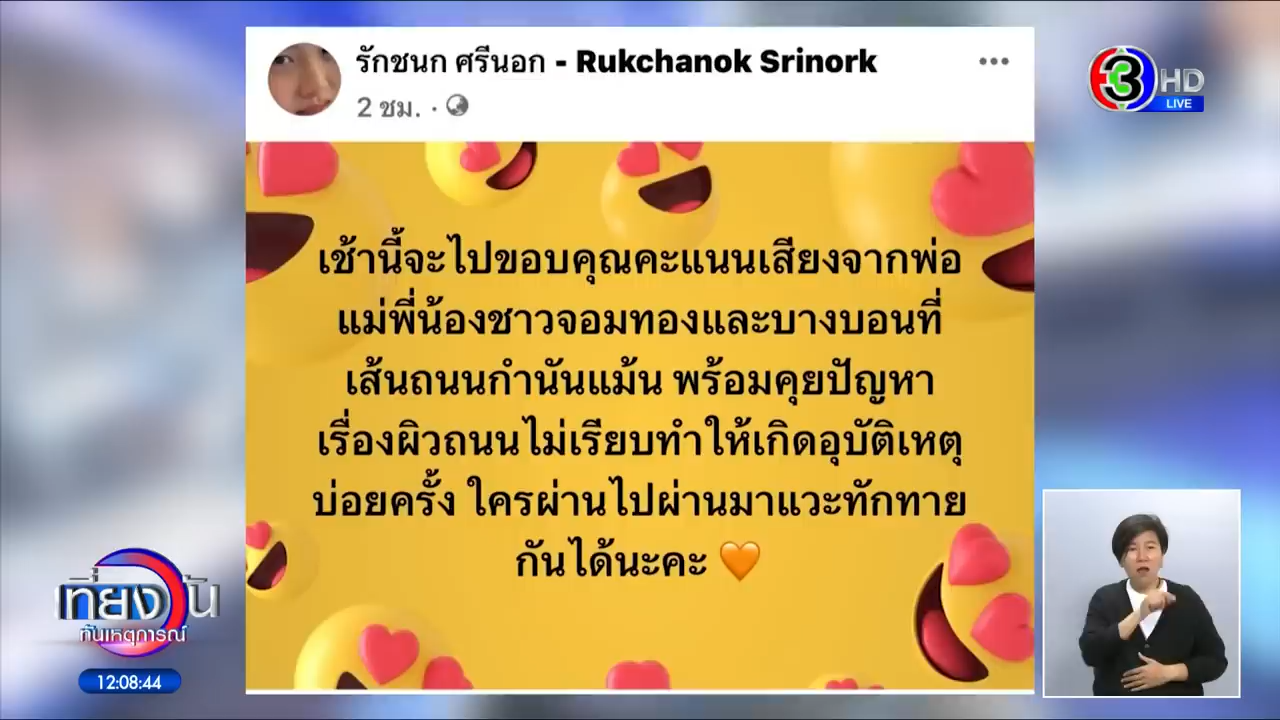 รักชนก ศรีนอก - Rukchanok Srinork
2 ชม. ·
3 HD
LIVE
เช้านี้จะไปขอบคุณคะแนนเสียงจากพ่อ
แม่พี่น้องชาวจอมทองและบางบอนที่
เส้นถนนกำนันแม้น พร้อมคุยปัญหา
เรื่องผิวถนนไม่เรียบทำให้เกิดอุบัติเหตุ
บ่อยครั้ง ใครผ่านไปผ่านมาแวะทักทาย
กันได้นะคะ 🧡
เที่ยงวัน
ทันเหตุการณ์
12:08:44